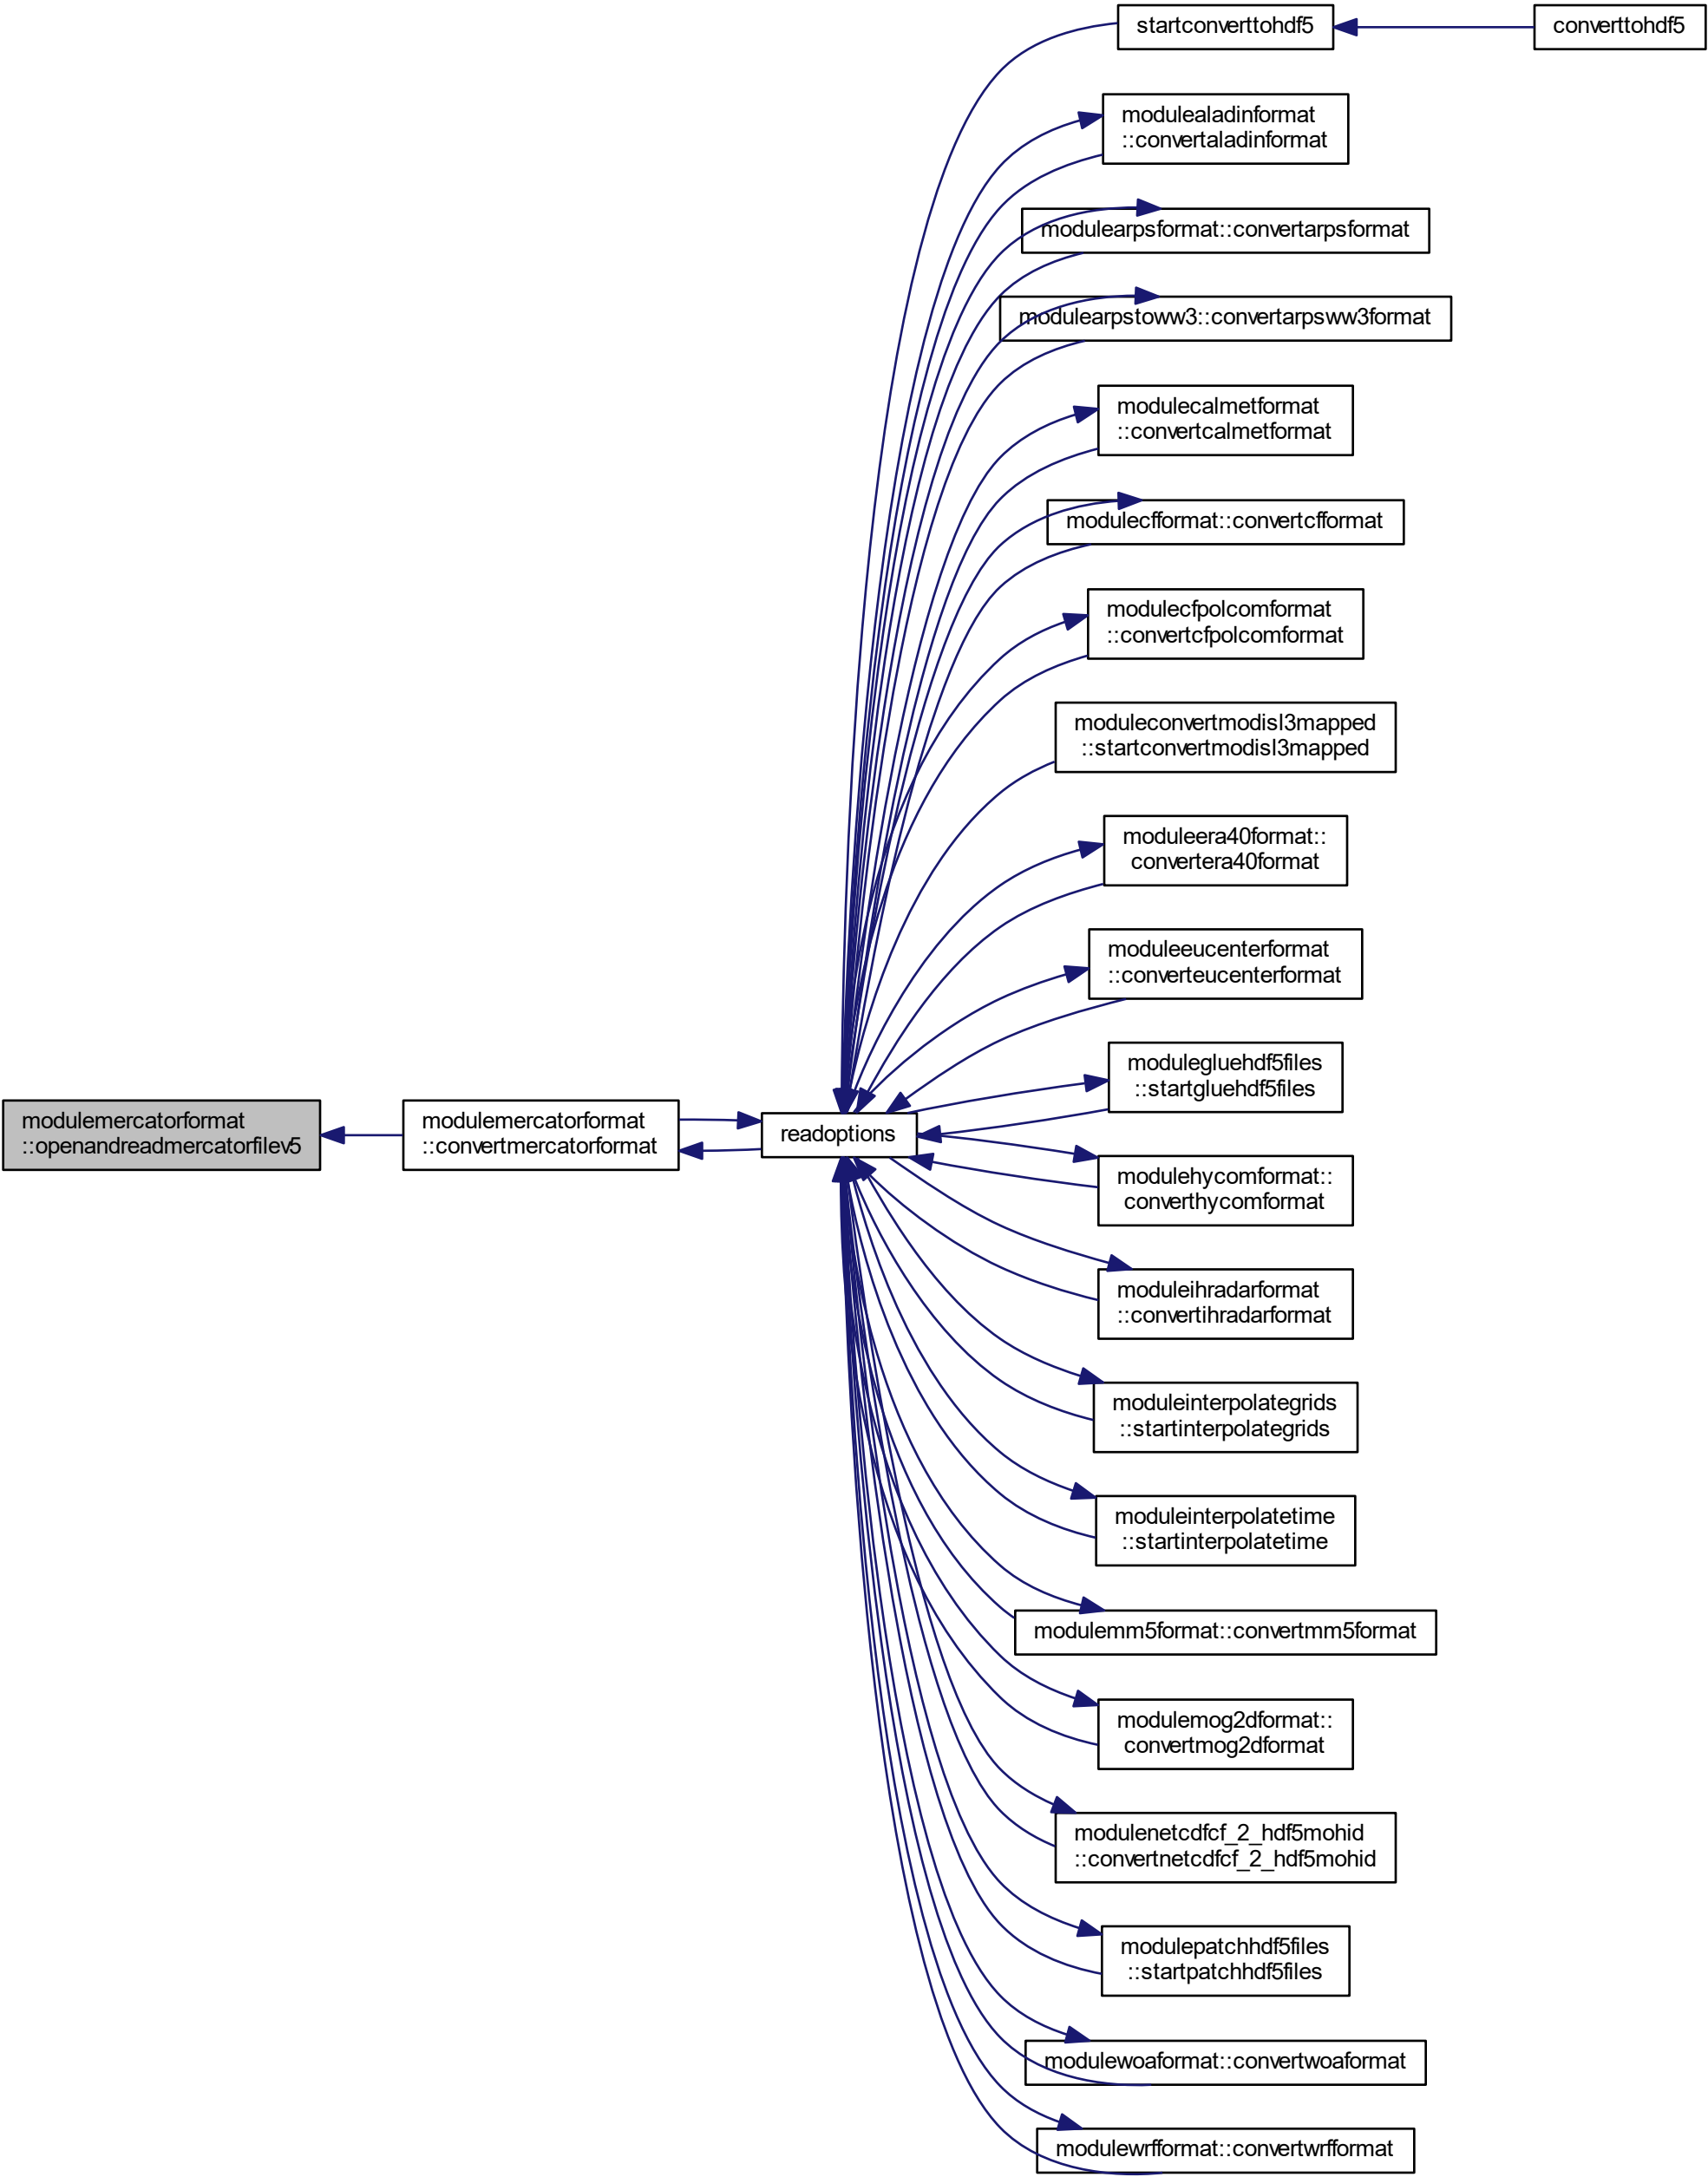 startconverttohdf5
converttohdf5
modulealadinformat
::convertaladinformat
modulearpsformat::convertarpsformat
modulearpstoww3::convertarpsww3format
modulecalmetformat
::convertcalmetformat
modulecfformat::convertcfformat
modulecfpolcomformat
::convertcfpolcomformat
moduleconvertmodisl3mapped
::startconvertmodisl3mapped
moduleera40format::
convertera40format
moduleeucenterformat
::converteucenterformat
modulegluehdf5files
::startgluehdf5files
modulemercatorformat
::openandreadmercatorfilev5
modulemercatorformat
::convertmercatorformat
readoptions
modulehycomformat::
converthycomformat
moduleihradarformat
::convertihradarformat
moduleinterpolategrids
::startinterpolategrids
moduleinterpolatetime
::startinterpolatetime
modulemm5format::convertmm5format
modulemog2dformat::
convertmog2dformat
modulenetcdfcf_2_hdf5mohid
::convertnetcdfcf_2_hdf5mohid
modulepatchhdf5files
::startpatchhdf5files
modulewoaformat::convertwoaformat
modulewrfformat::convertwrfformat